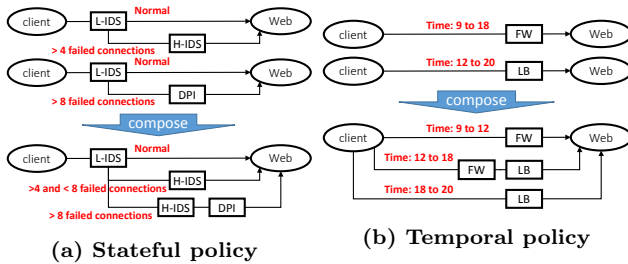 Normal
client
L-IDS
Web
H-IDS
> 4 failed connections
Normal
client
L-IDS
Web
DPI
> 8 failed connections
compose
Normal
client
L-IDS
Web
H-IDS
>4 and < 8 failed connections
H-IDS
DPI
> 8 failed connections
(a) Stateful policy
Time: 9 to 18
client
FW
Web
Time: 12 to 20
client
LB
Web
compose
Time: 9 to 12
client
FW
Web
Time: 12 to 18
FW
LB
Time: 18 to 20
LB
(b) Temporal policy